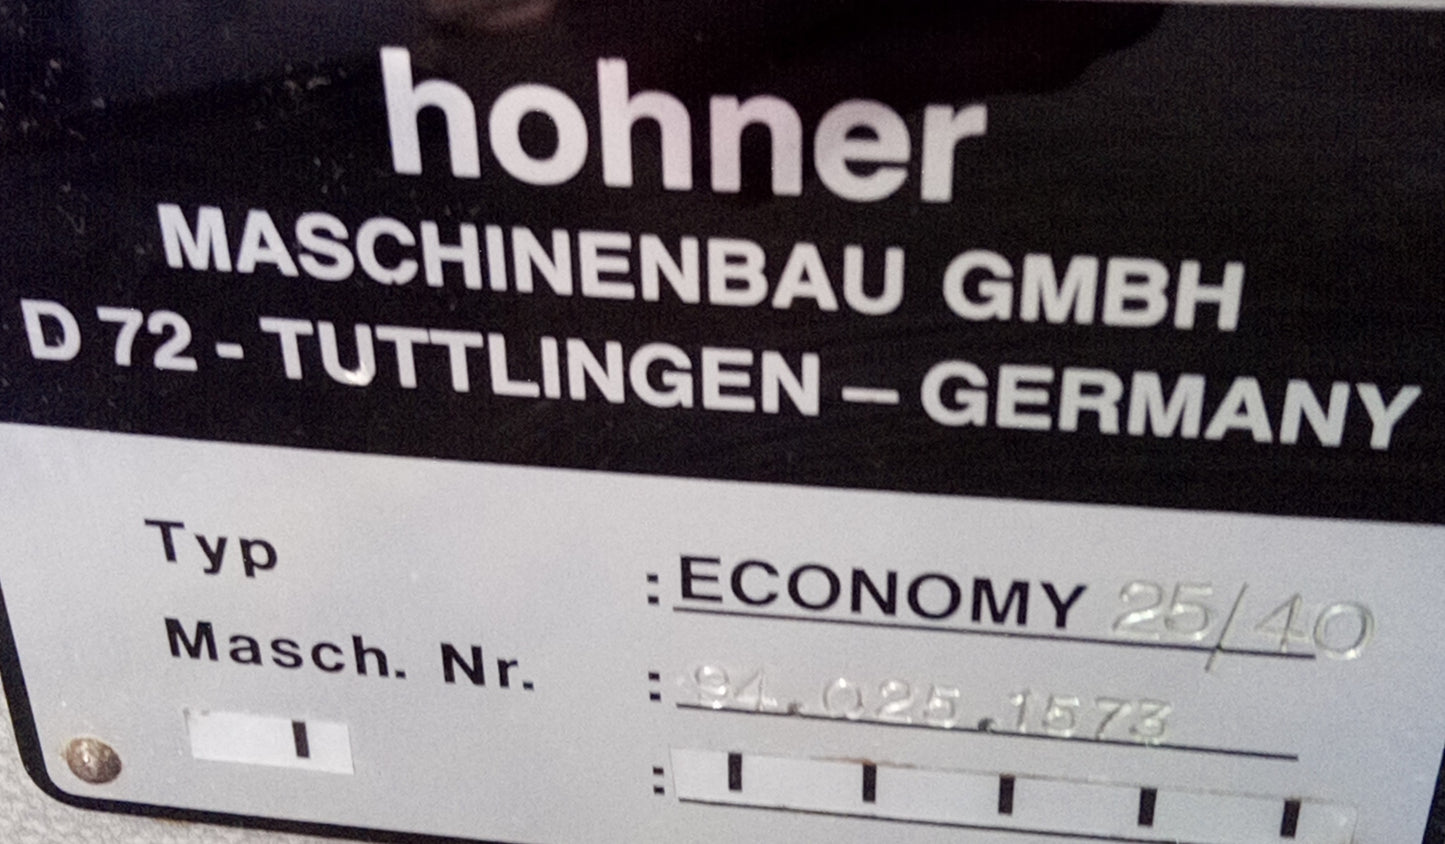 hohner
MASCHINENBAU GMBH
D 72 - TUTTLINGEN – GERMANY
Typ : ECONOMY 25/40
Masch. Nr. : 94.025.1573
: